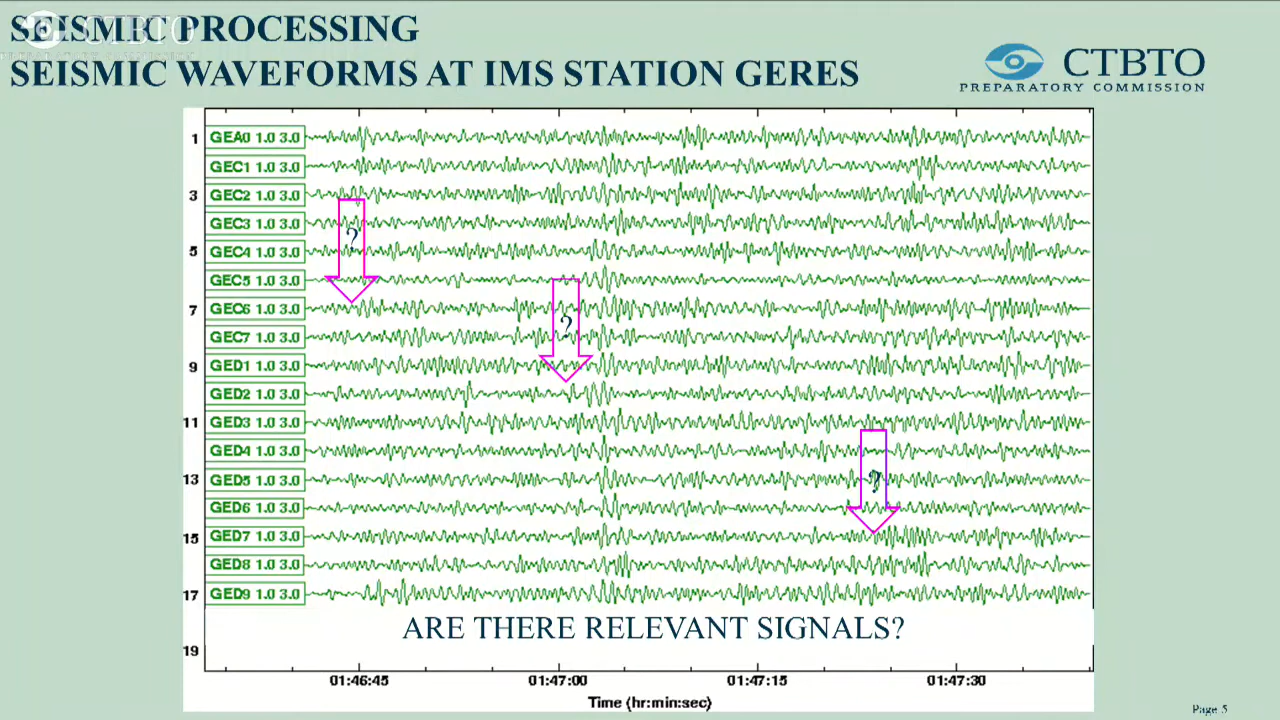 SEISMIC PROCESSING
SEISMIC WAVEFORMS AT IMS STATION GERES
CTBTO
PREPARATORY COMMISSION
CTBTO
1 GEA0 1.0 3.0
GEC1 1.0 3.0
3 GEC2 1.0 3.0
GEC3 1.0 3.0
?
5 GEC4 1.0 3.0
GEC5 1.0 3.0
7 GEC6 1.0 3.0
?
GEC7 1.0 3.0
9 GED1 1.0 3.0
GED2 1.0 3.0
11 GED3 1.0 3.0
GED4 1.0 3.0
13 GED5 1.0 3.0
?
GED6 1.0 3.0
15 GED7 1.0 3.0
GED8 1.0 3.0
17 GED9 1.0 3.0
ARE THERE RELEVANT SIGNALS?
19
01:46:45 01:47:00 01:47:15 01:47:30
Time (hr:min:sec)
Page 5